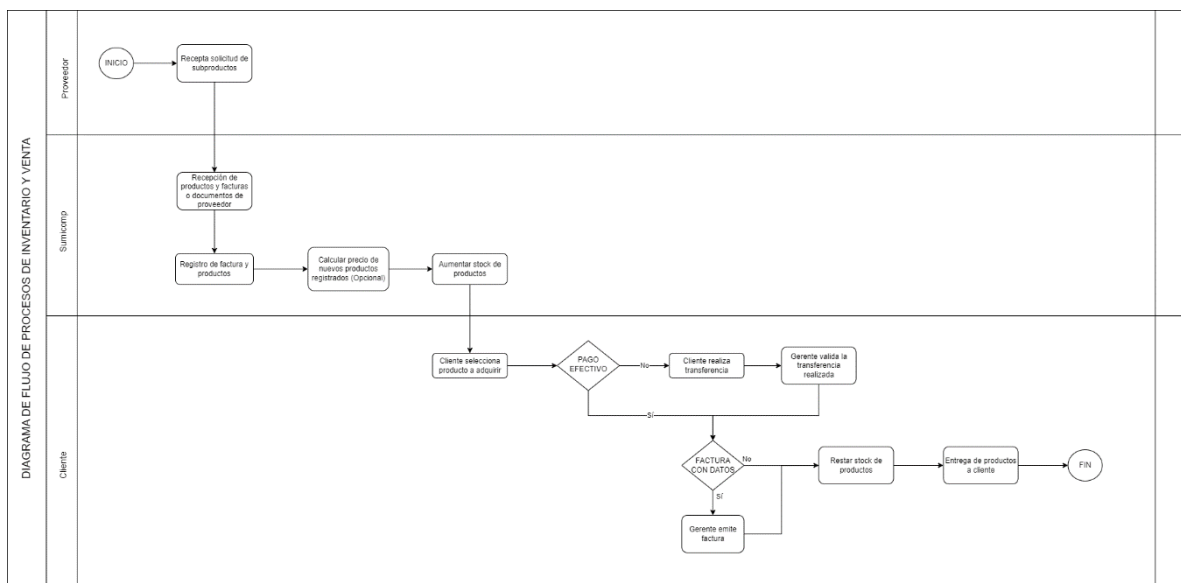 DIAGRAMA DE FLUJO DE PROCESOS DE INVENTARIO Y VENTA
Proveedor
INICIO
Recepta solicitud de
subproductos
Sumicomp
Recepción de
productos y facturas
o documentos de
proveedor
Registro de factura y
productos
Calcular precio de
nuevos productos
registrados (Opcional)
Aumentar stock de
productos
Cliente
Cliente selecciona
producto a adquirir
PAGO
EFECTIVO
No
Cliente realiza
transferencia
Gerente valida la
transferencia
realizada
Sí
FACTURA
CON DATOS
No
Sí
Gerente emite
factura
Restar stock de
productos
Entrega de productos
a cliente
FIN